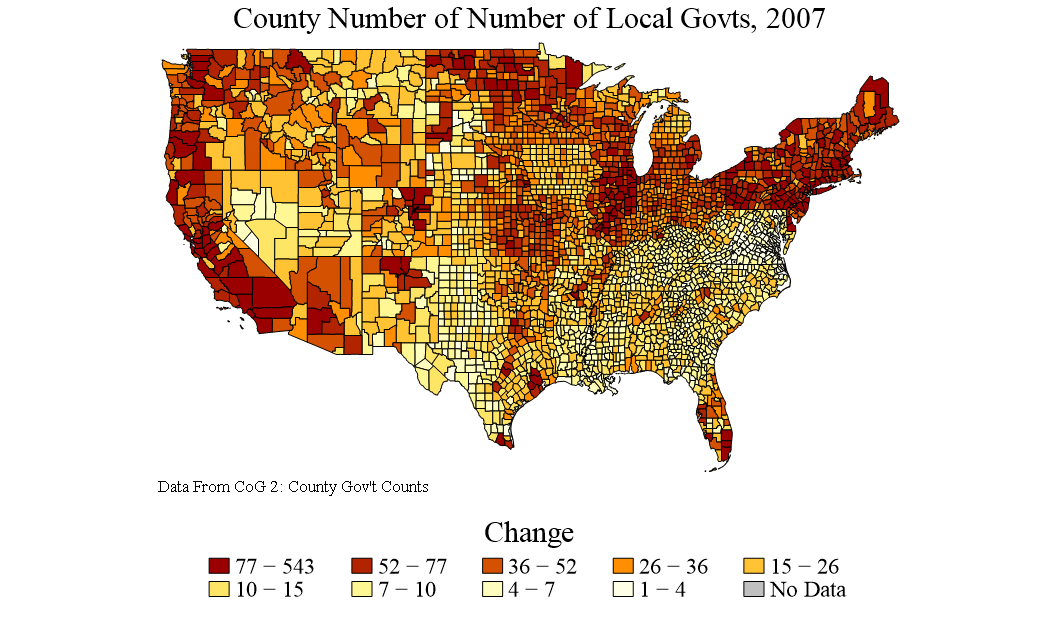 County Number of Number of Local Govts, 2007
Data From CoG 2: County Gov't Counts
Change
77 − 543 52 − 77 36 − 52 26 − 36 15 − 26
10 − 15 7 − 10 4 − 7 1 − 4 No Data